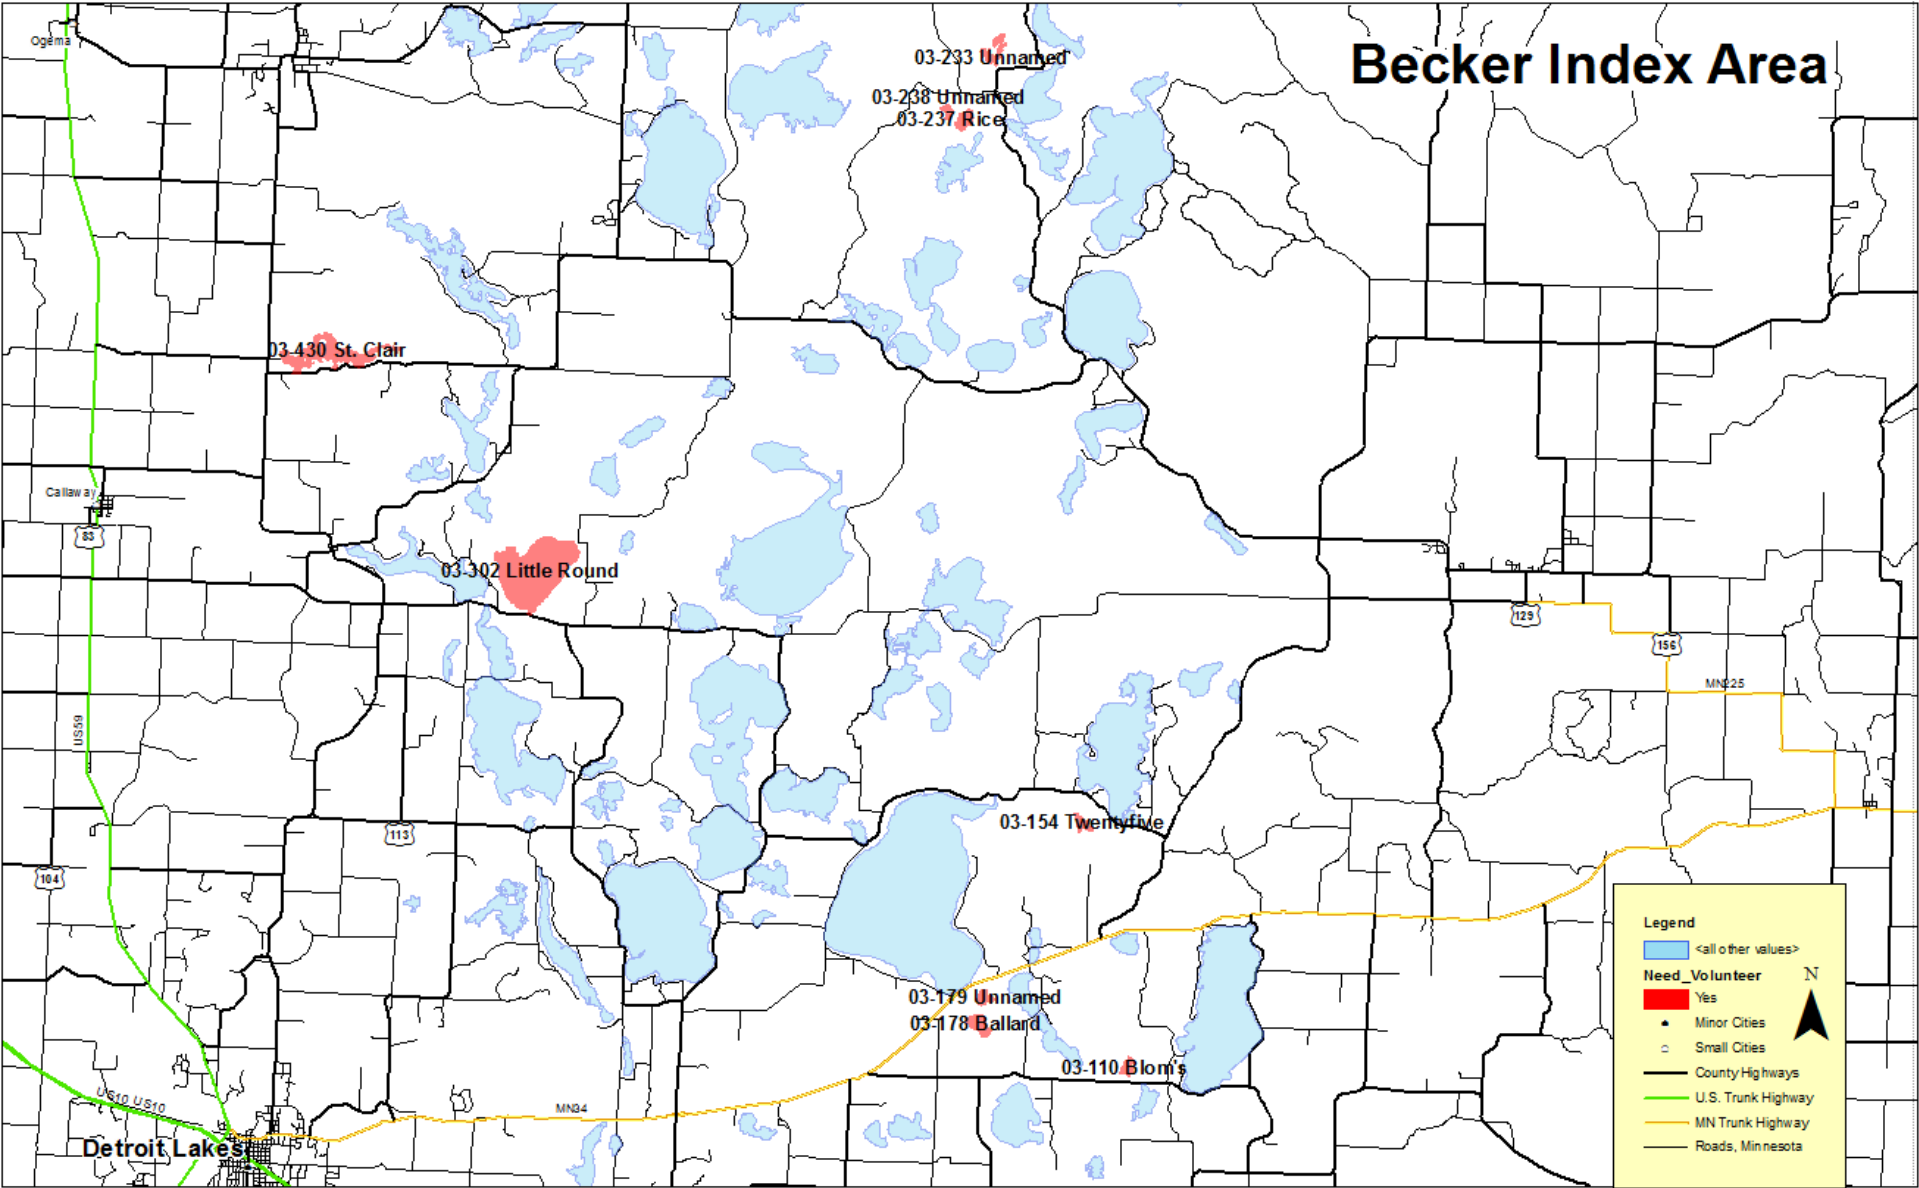 Becker Index Area
Ogema
03-233 Unnamed
03-238 Unnamed
03-237 Rice
03-430 St. Clair
Callaway
83
03-302 Little Round
129
156
MN225
US59
113
03-154 Twentyfive
104
03-179 Unnamed
03-178 Ballard
03-110 Blom's
US10 US10
MN34
Detroit Lakes
Legend
<all other values>
Need_Volunteer
N
Yes
Minor Cities
Small Cities
County Highways
U.S. Trunk Highway
MN Trunk Highway
Roads, Minnesota